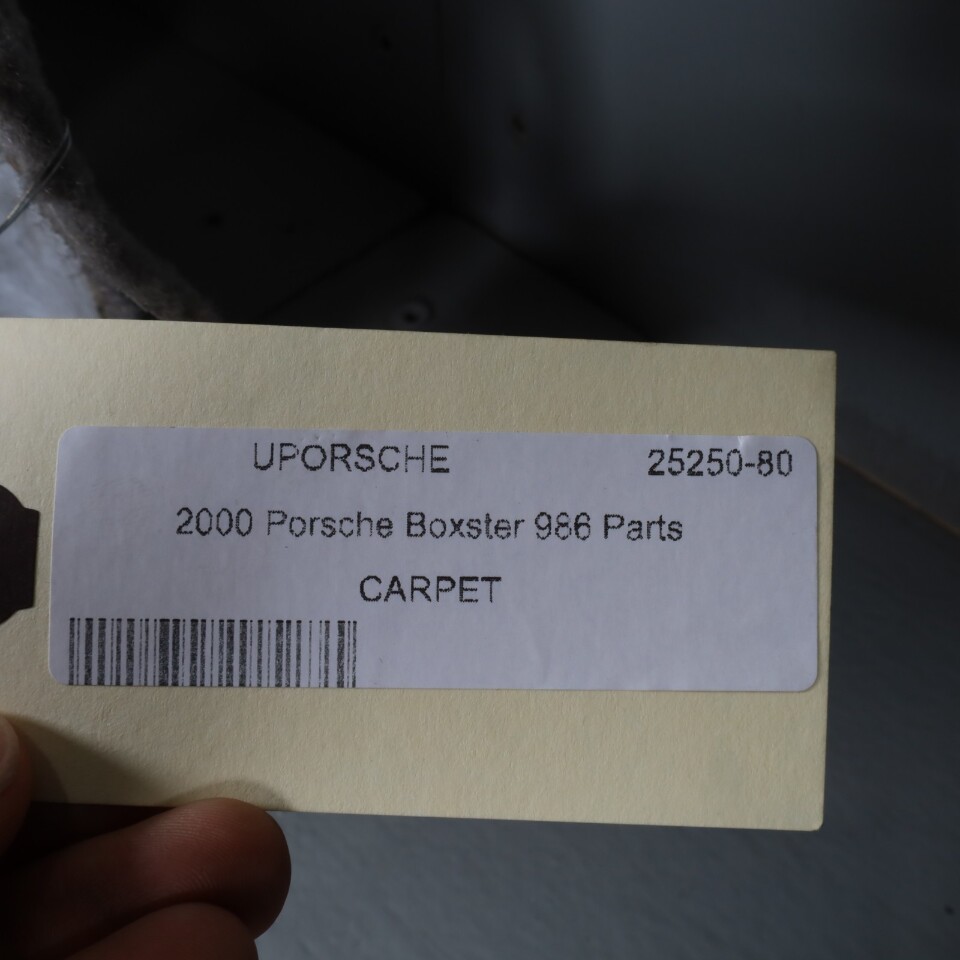 UPORSCHE 25250-80
2000 Porsche Boxster 986 Parts
CARPET